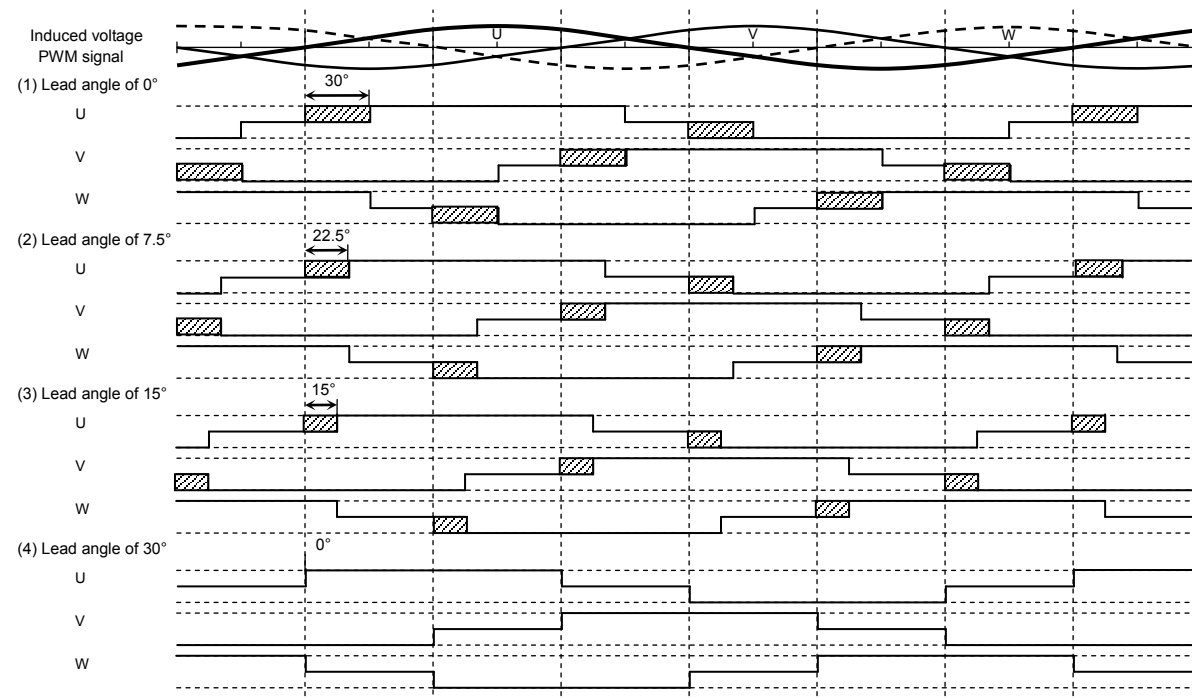 Induced voltage
PWM signal
U
V
W
(1) Lead angle of 0°
30°
U
V
W
(2) Lead angle of 7.5°
22.5°
U
V
W
(3) Lead angle of 15°
15°
U
V
W
(4) Lead angle of 30°
0°
U
V
W